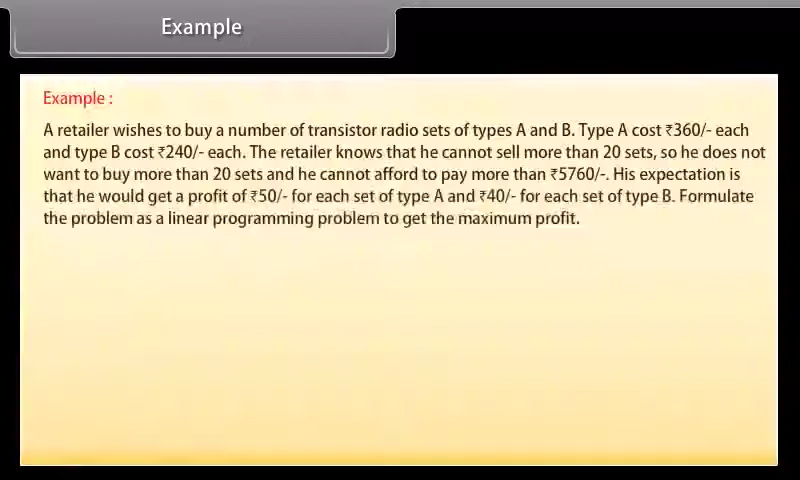 Example
Example :
A retailer wishes to buy a number of transistor radio sets of types A and B. Type A cost ₹360/- each
and type B cost ₹240/- each. The retailer knows that he cannot sell more than 20 sets, so he does not
want to buy more than 20 sets and he cannot afford to pay more than ₹5760/-. His expectation is
that he would get a profit of ₹50/- for each set of type A and ₹40/- for each set of type B. Formulate
the problem as a linear programming problem to get the maximum profit.